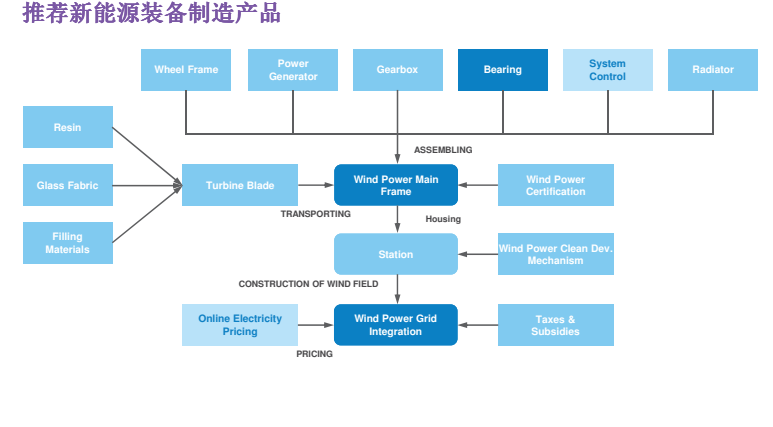 推荐新能源装备制造产品
Wheel Frame
Power
Generator
Gearbox
Bearing
System
Control
Radiator
Resin
ASSEMBLING
Glass Fabric
Turbine Blade
Wind Power Main
Frame
Wind Power
Certification
TRANSPORTING
Housing
Filling
Materials
Station
Wind Power Clean Dev.
Mechanism
CONSTRUCTION OF WIND FIELD
Online Electricity
Pricing
Wind Power Grid
Integration
Taxes &
Subsidies
PRICING